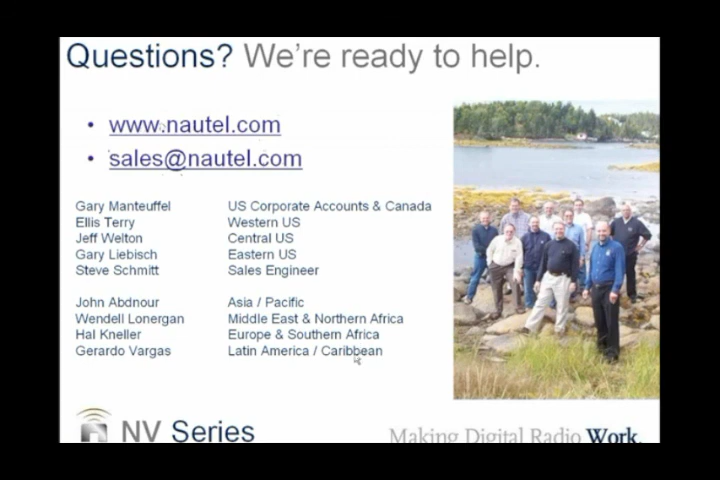 Questions? We're ready to help.
• www.nautel.com
• sales@nautel.com
Gary Manteuffel US Corporate Accounts & Canada
Ellis Terry Western US
Jeff Welton Central US
Gary Liebisch Eastern US
Steve Schmitt Sales Engineer
John Abdnour Asia / Pacific
Wendell Lonergan Middle East & Northern Africa
Hal Kneller Europe & Southern Africa
Gerardo Vargas Latin America / Caribbean
NV Series
Making Digital Radio Work.